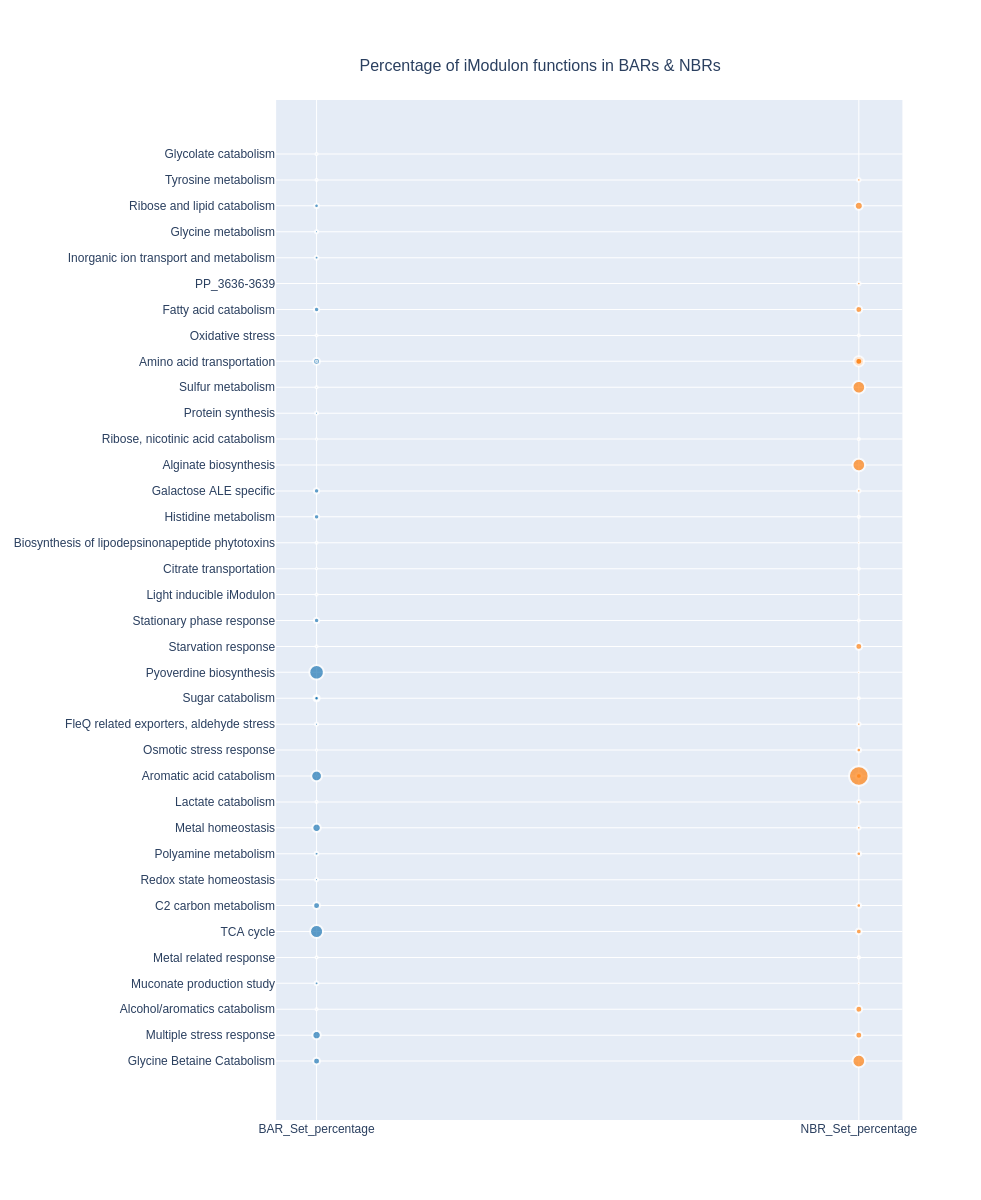 Percentage of iModulon functions in BARs & NBRs
Glycolate catabolism
Tyrosine metabolism
Ribose and lipid catabolism
Glycine metabolism
Inorganic ion transport and metabolism
PP_3636-3639
Fatty acid catabolism
Oxidative stress
Amino acid transportation
Sulfur metabolism
Protein synthesis
Ribose, nicotinic acid catabolism
Alginate biosynthesis
Galactose ALE specific
Histidine metabolism
Biosynthesis of lipodepsinonapeptide phytotoxins
Citrate transportation
Light inducible iModulon
Stationary phase response
Starvation response
Pyoverdine biosynthesis
Sugar catabolism
FleQ related exporters, aldehyde stress
Osmotic stress response
Aromatic acid catabolism
Lactate catabolism
Metal homeostasis
Polyamine metabolism
Redox state homeostasis
C2 carbon metabolism
TCA cycle
Metal related response
Muconate production study
Alcohol/aromatics catabolism
Multiple stress response
Glycine Betaine Catabolism
BAR_Set_percentage
NBR_Set_percentage